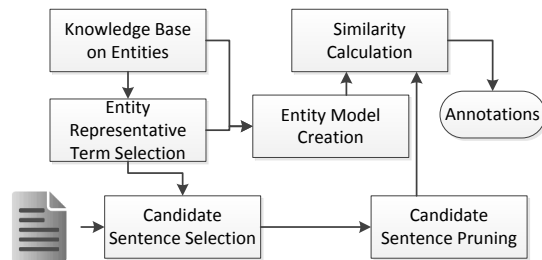 Knowledge Base
on Entities
Similarity
Calculation
Entity
Representative
Term Selection
Entity Model
Creation
Annotations
Candidate
Sentence Selection
Candidate
Sentence Pruning